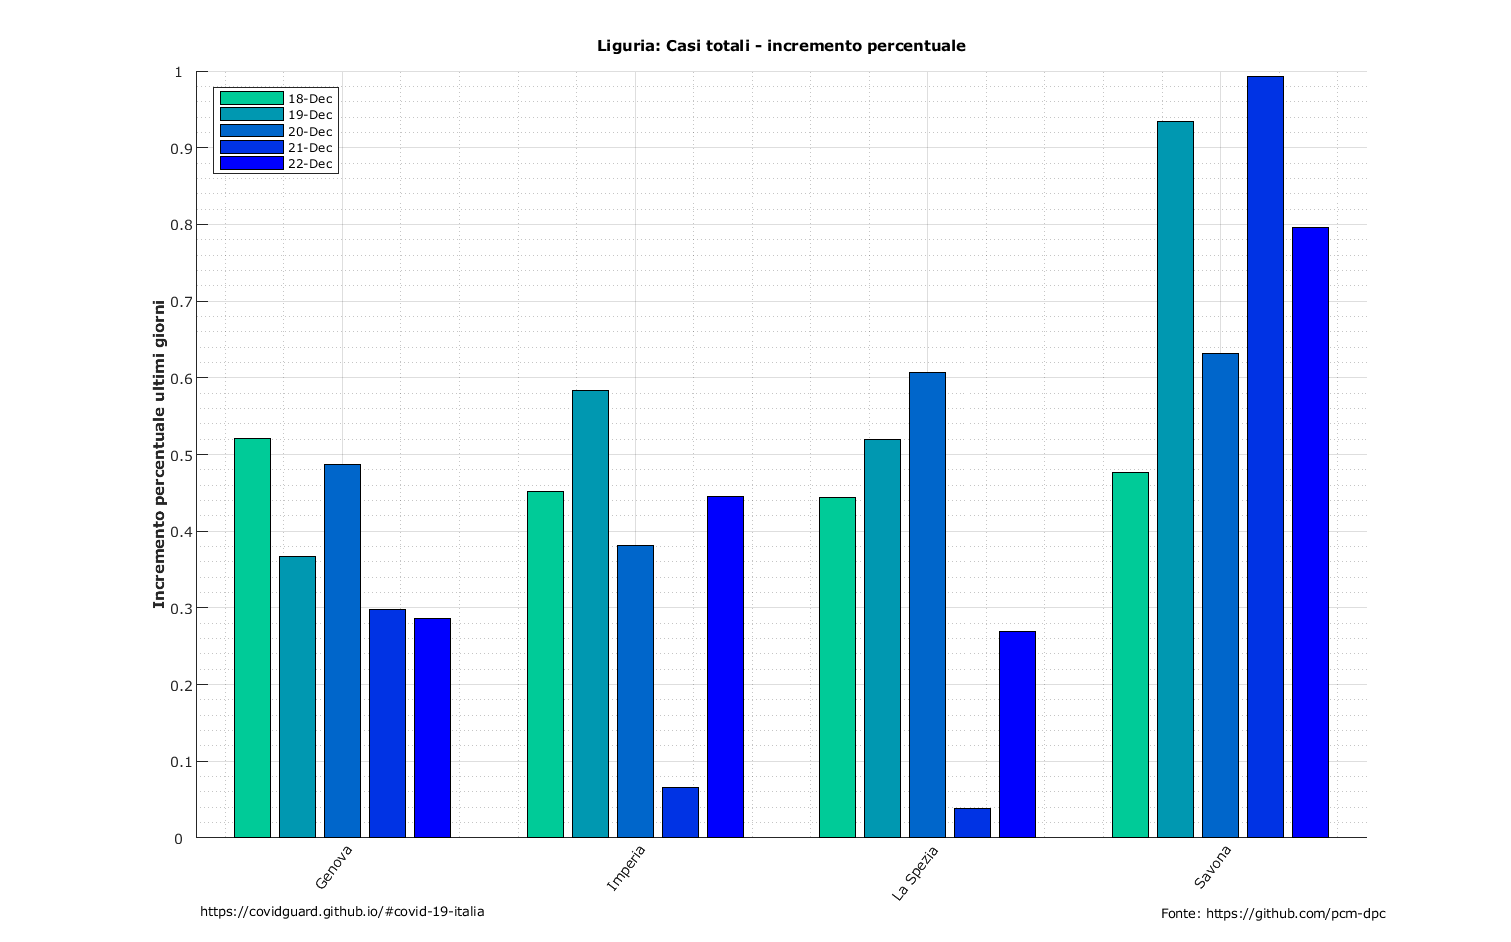 Liguria: Casi totali - incremento percentuale
Incremento percentuale ultimi giorni
1
0.9
0.8
0.7
0.6
0.5
0.4
0.3
0.2
0.1
0
18-Dec
19-Dec
20-Dec
21-Dec
22-Dec
Genova
Imperia
La Spezia
Savona
https://covidguard.github.io/#covid-19-italia
Fonte: https://github.com/pcm-dpc